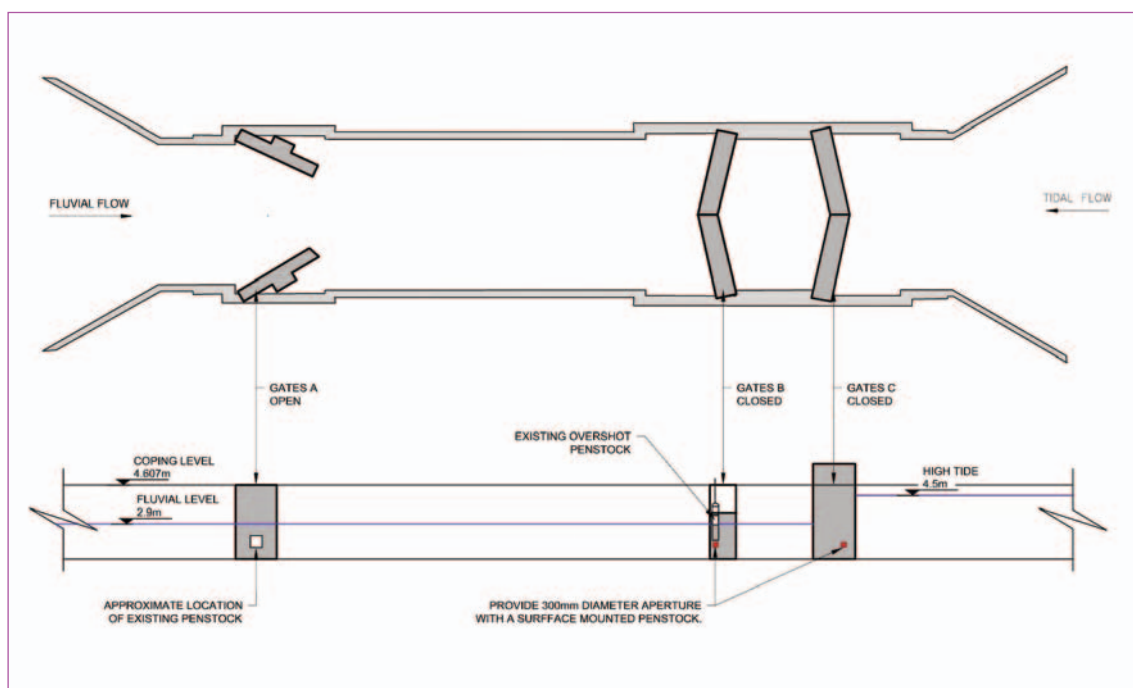 FLUVIAL FLOW
TIDAL FLOW
GATES A
OPEN
GATES B
CLOSED
GATES C
CLOSED
EXISTING OVERSHOT
PENSTOCK
COPING LEVEL
4.607m
HIGH TIDE
4.5m
FLUVIAL LEVEL
2.9m
APPROXIMATE LOCATION
OF EXISTING PENSTOCK
PROVIDE 300mm DIAMETER APERTURE
WITH A SURFFACE MOUNTED PENSTOCK.